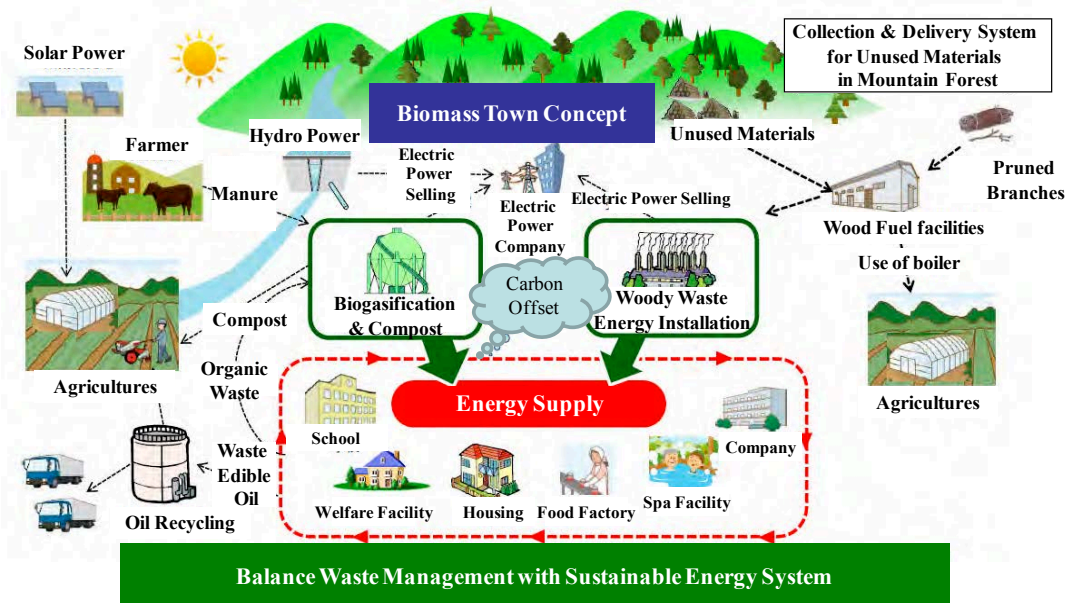 Solar Power
Collection & Delivery System
for Unused Materials
in Mountain Forest
Biomass Town Concept
Hydro Power
Unused Materials
Farmer
Electric
Power
Selling
Pruned
Branches
Manure
Electric
Power
Company
Electric Power Selling
Wood Fuel facilities
Use of boiler
Carbon
Offset
Biogasification
& Compost
Woody Waste
Energy Installation
Compost
Organic
Waste
Agricultures
Agricultures
Energy Supply
School
Company
Waste
Edible
Oil
Welfare Facility
Housing
Food Factory
Spa Facility
Oil Recycling
Balance Waste Management with Sustainable Energy System